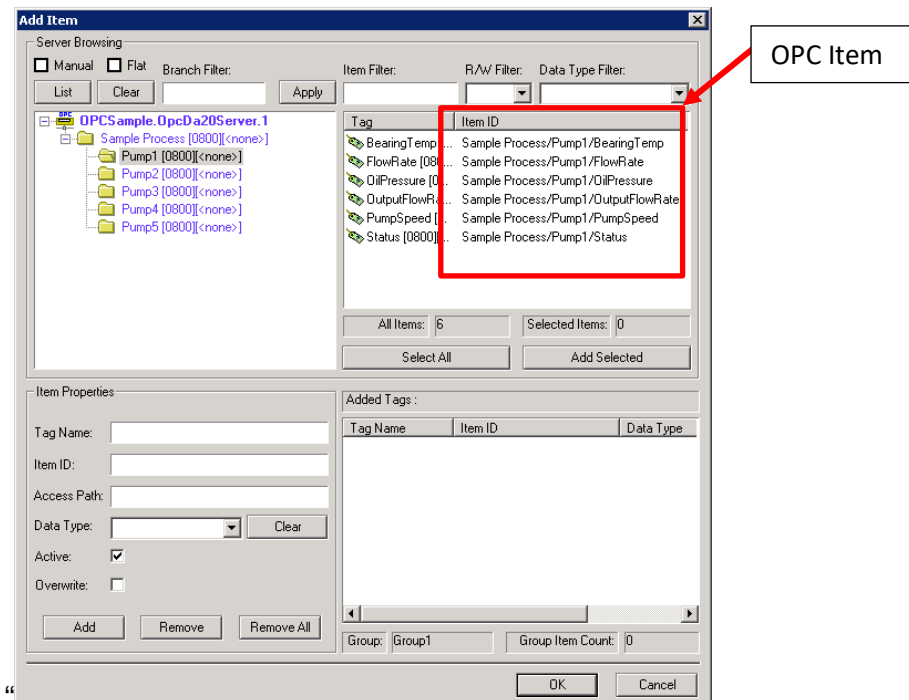 Add Item
OPC Item
Server Browsing
Manual Flat Branch Filter: Item Filter: R/W Filter: Data Type Filter:
List Clear Apply
OPCSample.OpcDa20Server.1
Sample Process [0800][<none>]
Pump1 [0800][<none>]
Pump2 [0800][<none>]
Pump3 [0800][<none>]
Pump4 [0800][<none>]
Pump5 [0800][<none>]
Tag Item ID
BearingTemp ... Sample Process/Pump1/BearingTemp
FlowRate [080... Sample Process/Pump1/FlowRate
OilPressure [0... Sample Process/Pump1/OilPressure
OutputFlowRa... Sample Process/Pump1/OutputFlowRate
PumpSpeed [... Sample Process/Pump1/PumpSpeed
Status [0800][... Sample Process/Pump1/Status
All Items: 6 Selected Items: 0
Select All Add Selected
Item Properties
Tag Name:
Item ID:
Access Path:
Data Type: Clear
Active:
Overwrite:
Add Remove Remove All
Added Tags :
Tag Name Item ID Data Type
Group: Group1 Group Item Count: 0
OK Cancel
“